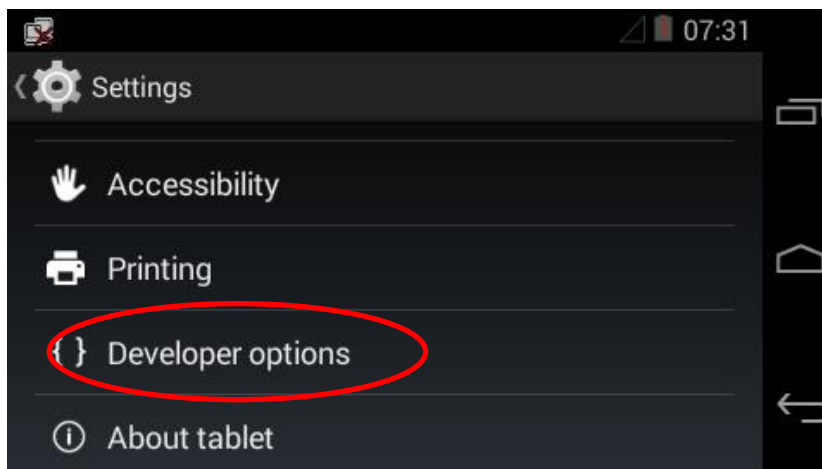 07:31
Settings
Accessibility
Printing
{ } Developer options
About tablet